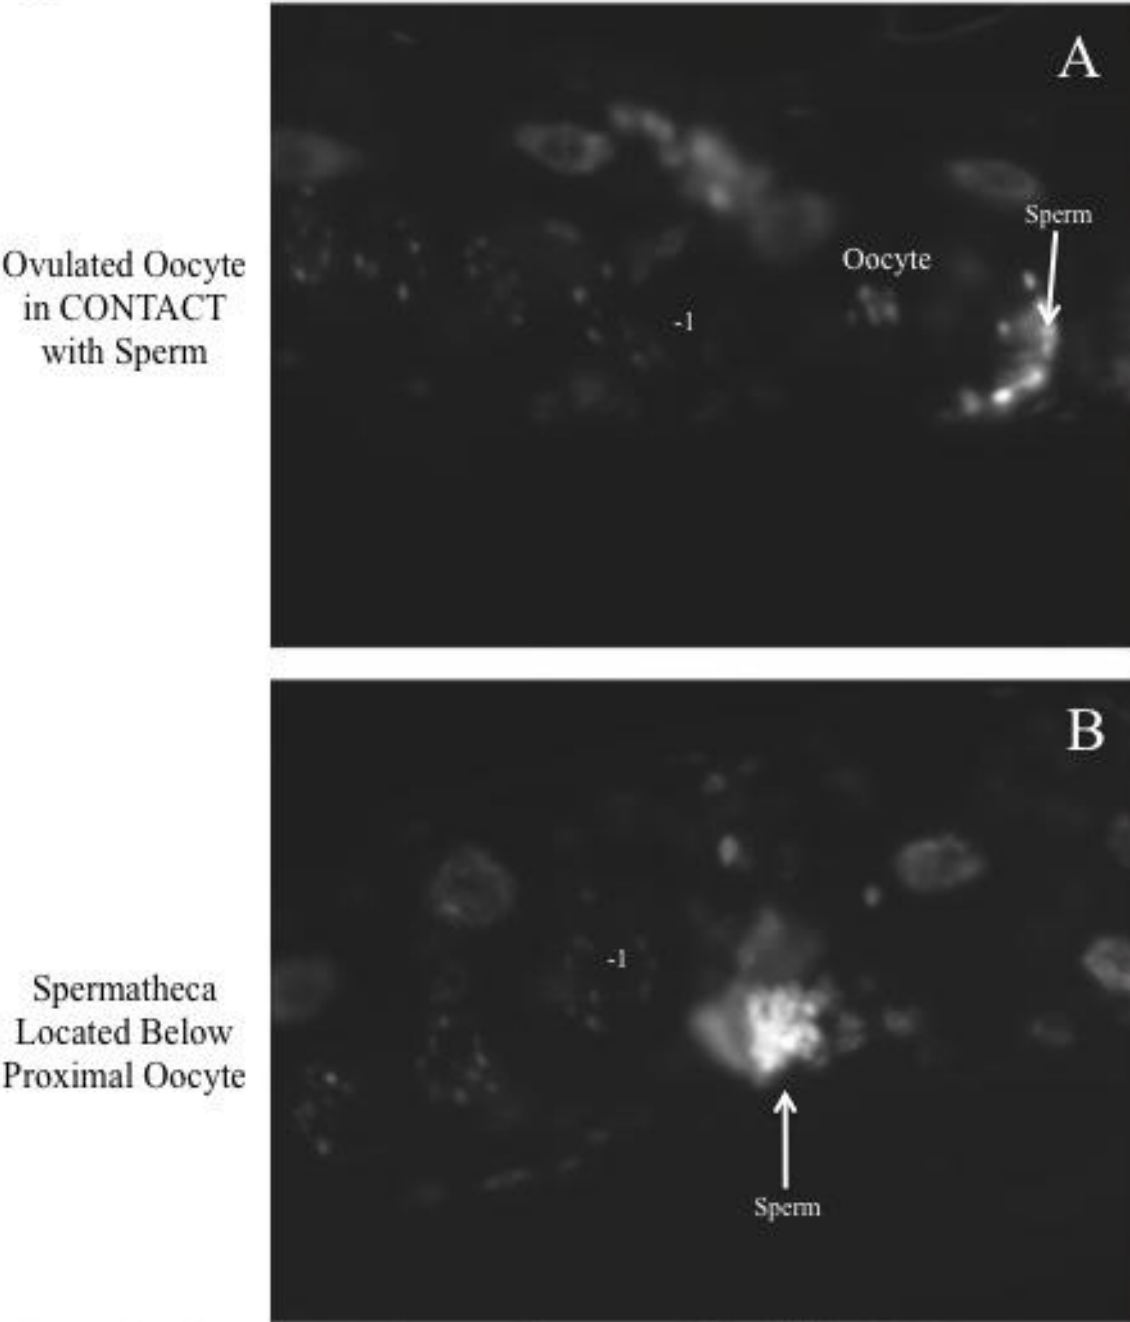 A
Ovulated Oocyte
in CONTACT
with Sperm
Sperm
Oocyte
-1
B
Spermatheca
Located Below
Proximal Oocyte
-1
Sperm